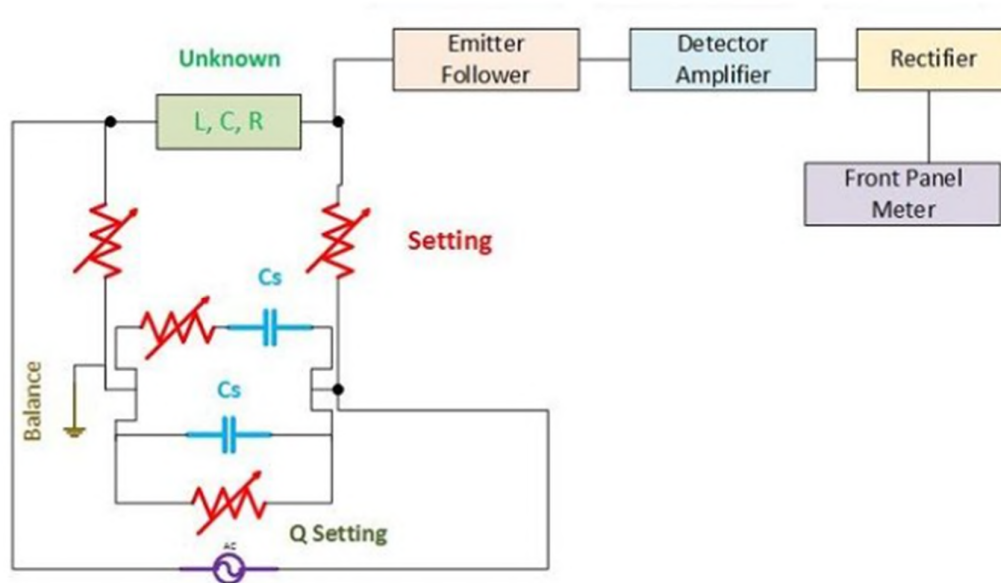 Unknown
L, C, R
Emitter
Follower
Detector
Amplifier
Rectifier
Front Panel
Meter
Setting
Cs
Cs
Balance
Q Setting
AC